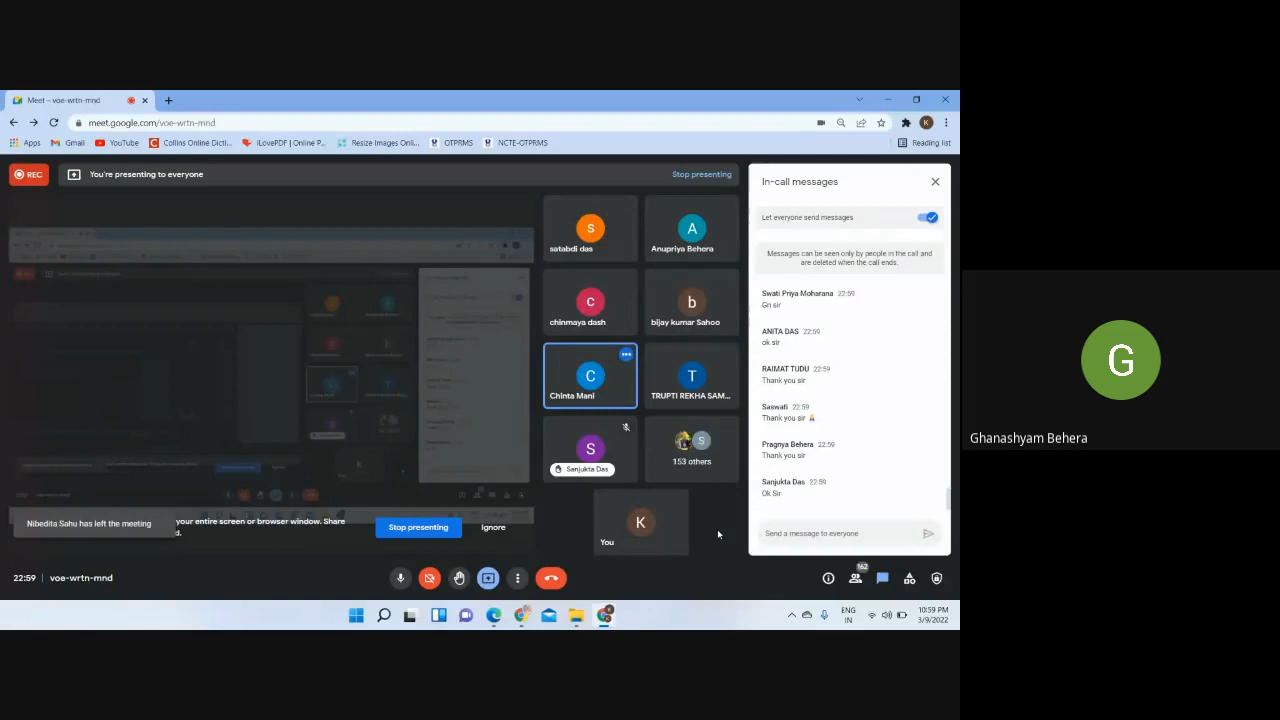 Meet – voe-wrtn-mnd
meet.google.com/voe-wrtn-mnd
Apps Gmail YouTube Collins Online Dicti... iLovePDF | Online P... Resize Images Onli... OTPRMS NCTE-OTPRMS Reading list
REC You're presenting to everyone Stop presenting
In-call messages
Let everyone send messages
Messages can be seen only by people in the call and
are deleted when the call ends.
Swati Priya Moharana 22:59
Gn sir
ANITA DAS 22:59
ok sir
RAIMAT TUDU 22:59
Thank you sir
Saswati 22:59
Thank you sir 🙏
Pragnya Behera 22:59
Thank you sir
Sanjukta Das 22:59
Ok Sir
Send a message to everyone
s
satabdi das
A
Anupriya Behera
c
chinmaya dash
b
bijay kumar Sahoo
C
Chinta Mani
T
TRUPTI REKHA SAM...
S
Sanjukta Das
S
153 others
K
You
Nibedita Sahu has left the meeting
your entire screen or browser window. Share
d.
Stop presenting Ignore
22:59 | voe-wrtn-mnd
162
ENG
IN
10:59 PM
3/9/2022
K
G
Ghanashyam Behera